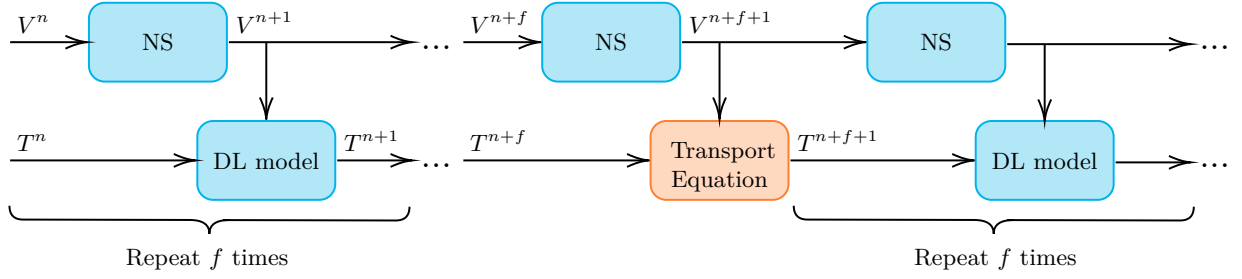 V^n NS V^{n+1} ... V^{n+f} NS V^{n+f+1} NS ...
T^n DL model T^{n+1} ... T^{n+f} Transport Equation T^{n+f+1} DL model ...
Repeat f times Repeat f times